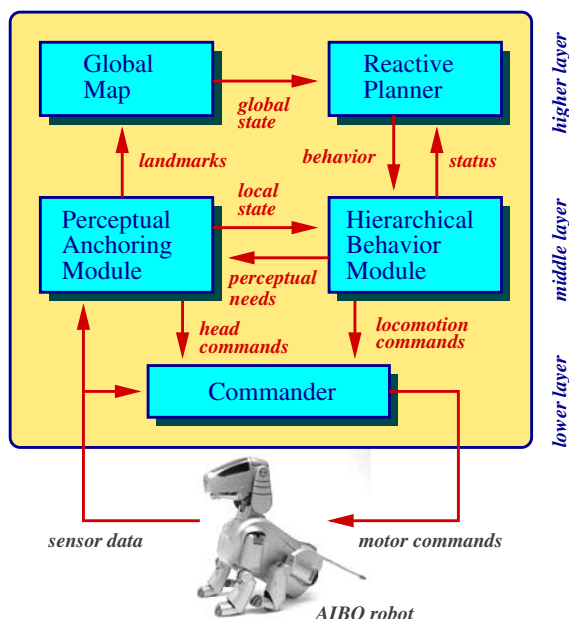 Global
Map
Reactive
Planner
global
state
higher layer
landmarks
behavior
status
local
state
Perceptual
Anchoring
Module
Hierarchical
Behavior
Module
middle layer
perceptual
needs
head
commands
locomotion
commands
Commander
lower layer
sensor data
motor commands
AIBO robot